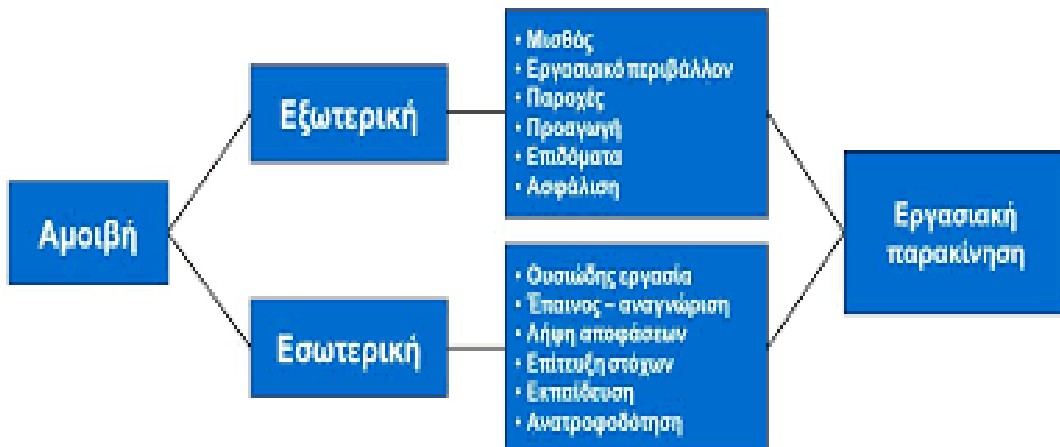 Αμοιβή
Εξωτερική
• Μισθός
• Εργασιακό περιβάλλον
• Παροχές
• Προαγωγή
• Επιδόματα
• Ασφάλιση
Εσωτερική
• Ουσιώδης εργασία
• Έπαινος – αναγνώριση
• Λήψη αποφάσεων
• Επίτευξη στόχων
• Εκπαίδευση
• Ανατροφοδότηση
Εργασιακή
παρακίνηση